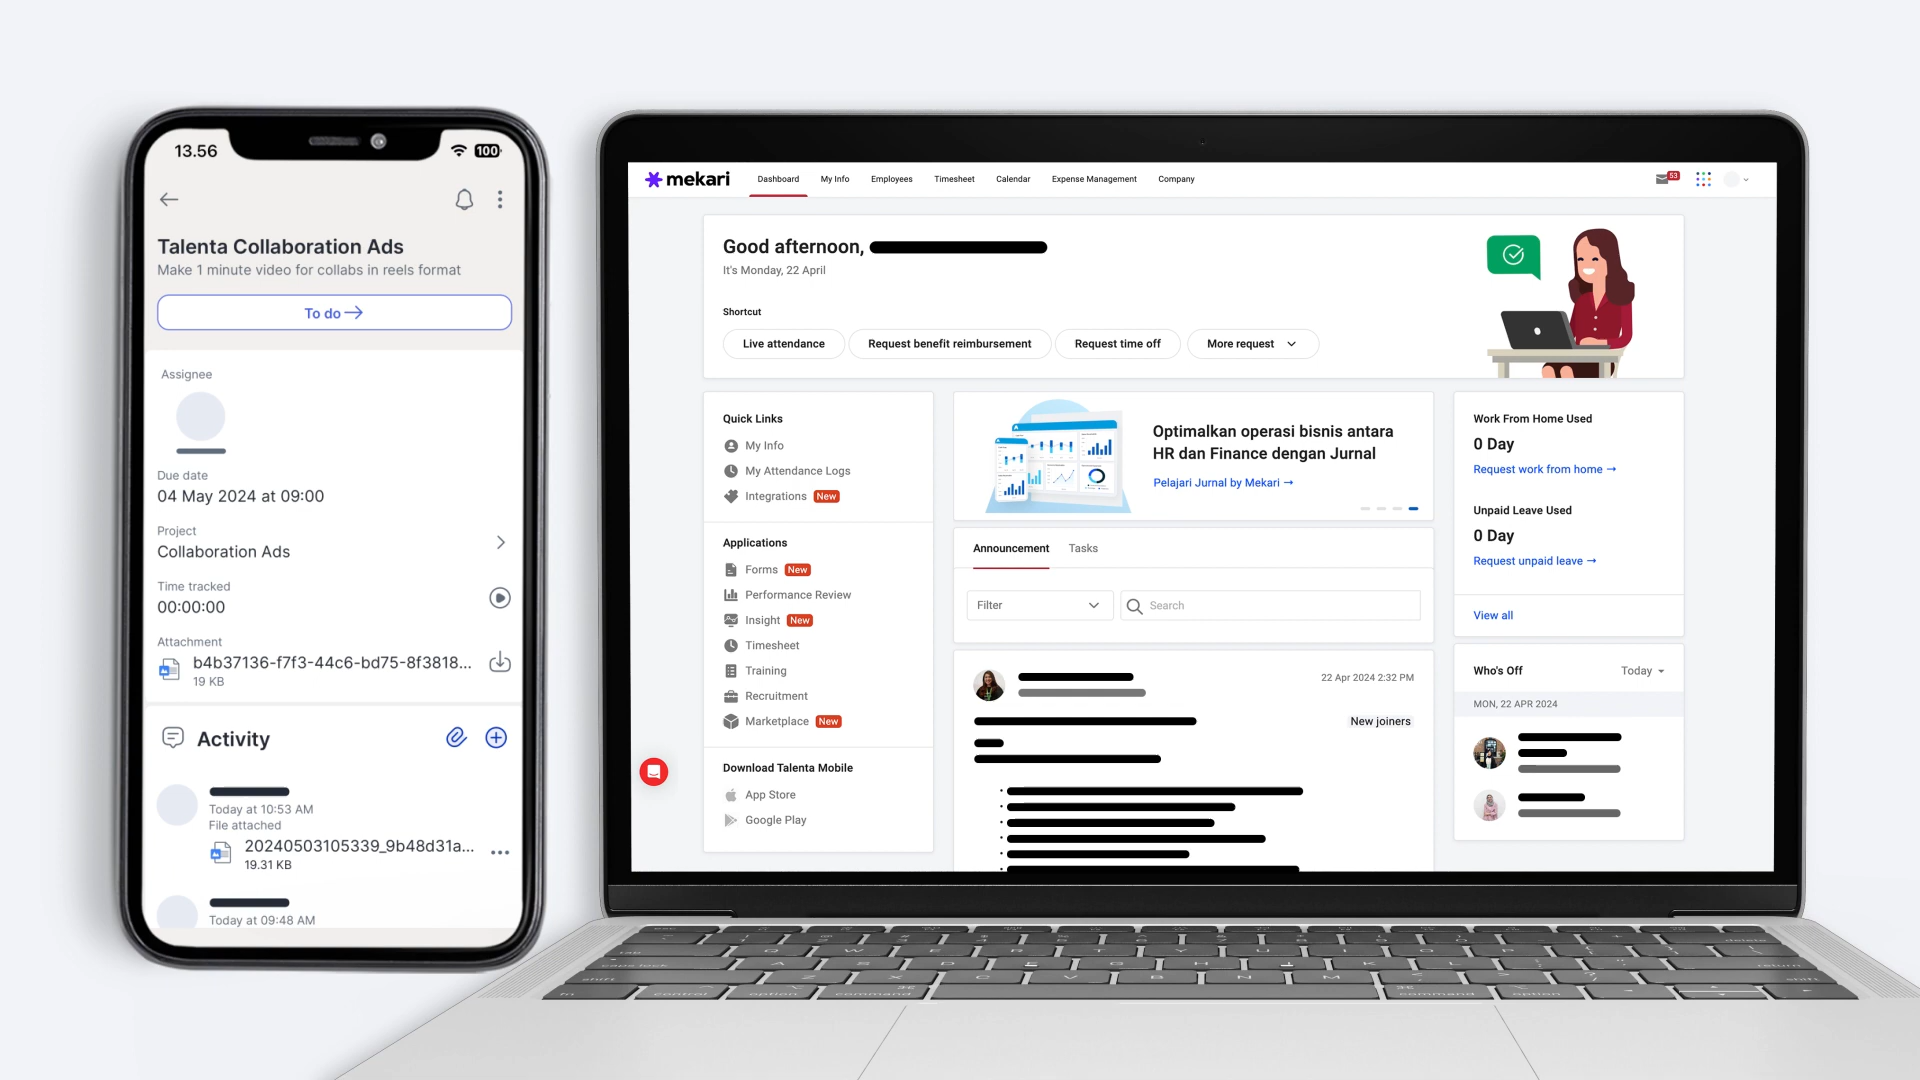 13.56
100
Talenta Collaboration Ads
Make 1 minute video for collabs in reels format
To do →
Assignee
Due date
04 May 2024 at 09:00
Project
Collaboration Ads
Time tracked
00:00:00
Attachment
b4b37136-f7f3-44c6-bd75-8f3818...
19 KB
Activity
Today at 10:53 AM
File attached
20240503105339_9b48d31a...
19.31 KB
Today at 09:48 AM
mekari Dashboard My Info Employees Timesheet Calendar Expense Management Company 53
Good afternoon,
It's Monday, 22 April
Shortcut
Live attendance Request benefit reimbursement Request time off More request
Quick Links
My Info
My Attendance Logs
Integrations New
Applications
Forms New
Performance Review
Insight New
Timesheet
Training
Recruitment
Marketplace New
Download Talenta Mobile
App Store
Google Play
Optimalkan operasi bisnis antara
HR dan Finance dengan Jurnal
Pelajari Jurnal by Mekari →
Announcement Tasks
Filter Search
22 Apr 2024 2:32 PM
New joiners
Work From Home Used
0 Day
Request work from home →
Unpaid Leave Used
0 Day
Request unpaid leave →
View all
Who's Off Today
MON, 22 APR 2024